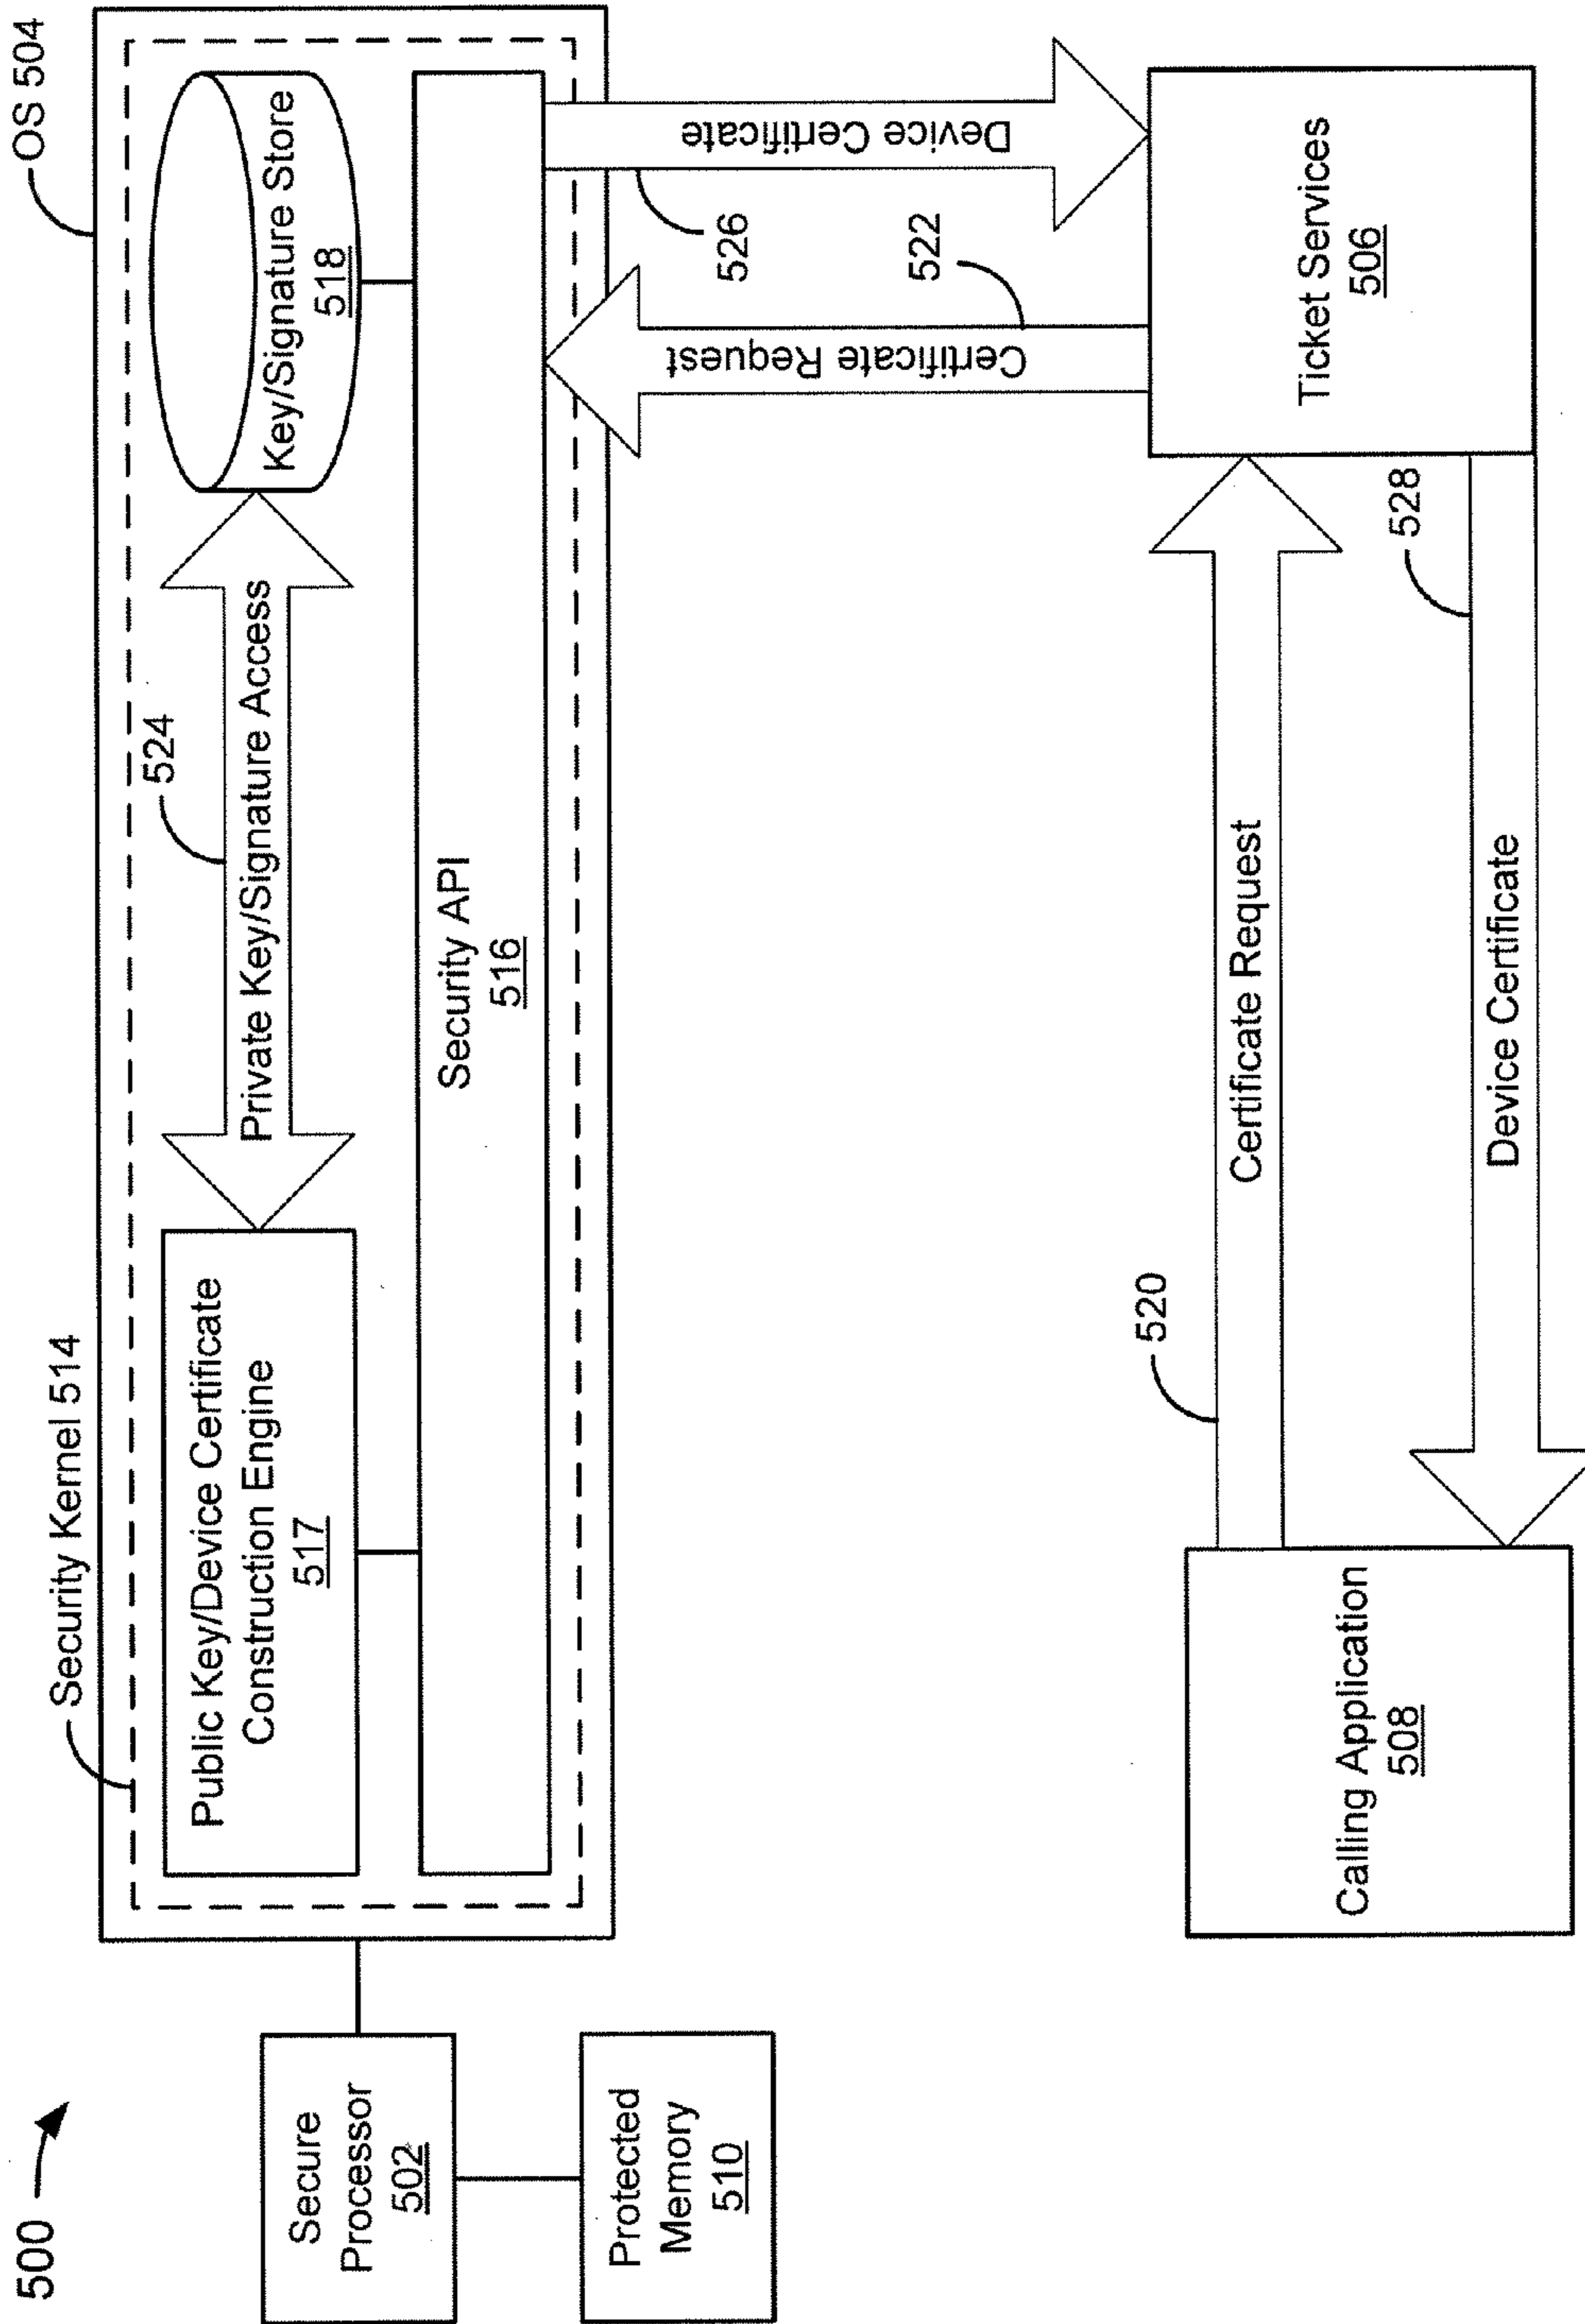 500
OS 504
Security Kernel 514
Secure
Processor
502
Protected
Memory
510
Public Key/Device Certificate
Construction Engine
517
524
Private Key/Signature Access
Key/Signature Store
518
Security API
516
Certificate Request
522
Device Certificate
526
Calling Application
508
520
Certificate Request
528
Device Certificate
Ticket Services
506